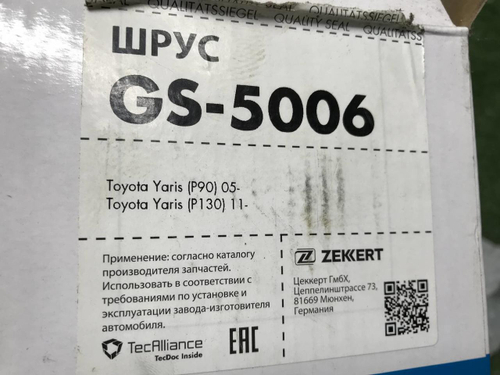 QUALITÄTSSIEGEL QUALITY SEAL QUALITÄTSSIEGEL
ШРУС
GS-5006
Toyota Yaris (P90) 05-
Toyota Yaris (P130) 11-
Применение: согласно каталогу
производителя запчастей.
Использовать в соответствии с
требованиями по установке и
эксплуатации завода-изготовителя
автомобиля.
TecAlliance
TecDoc Inside
EAC
ZEKKERT
Цеккерт ГмбХ,
Цеппелинштрассе 73,
81669 Мюнхен,
Германия